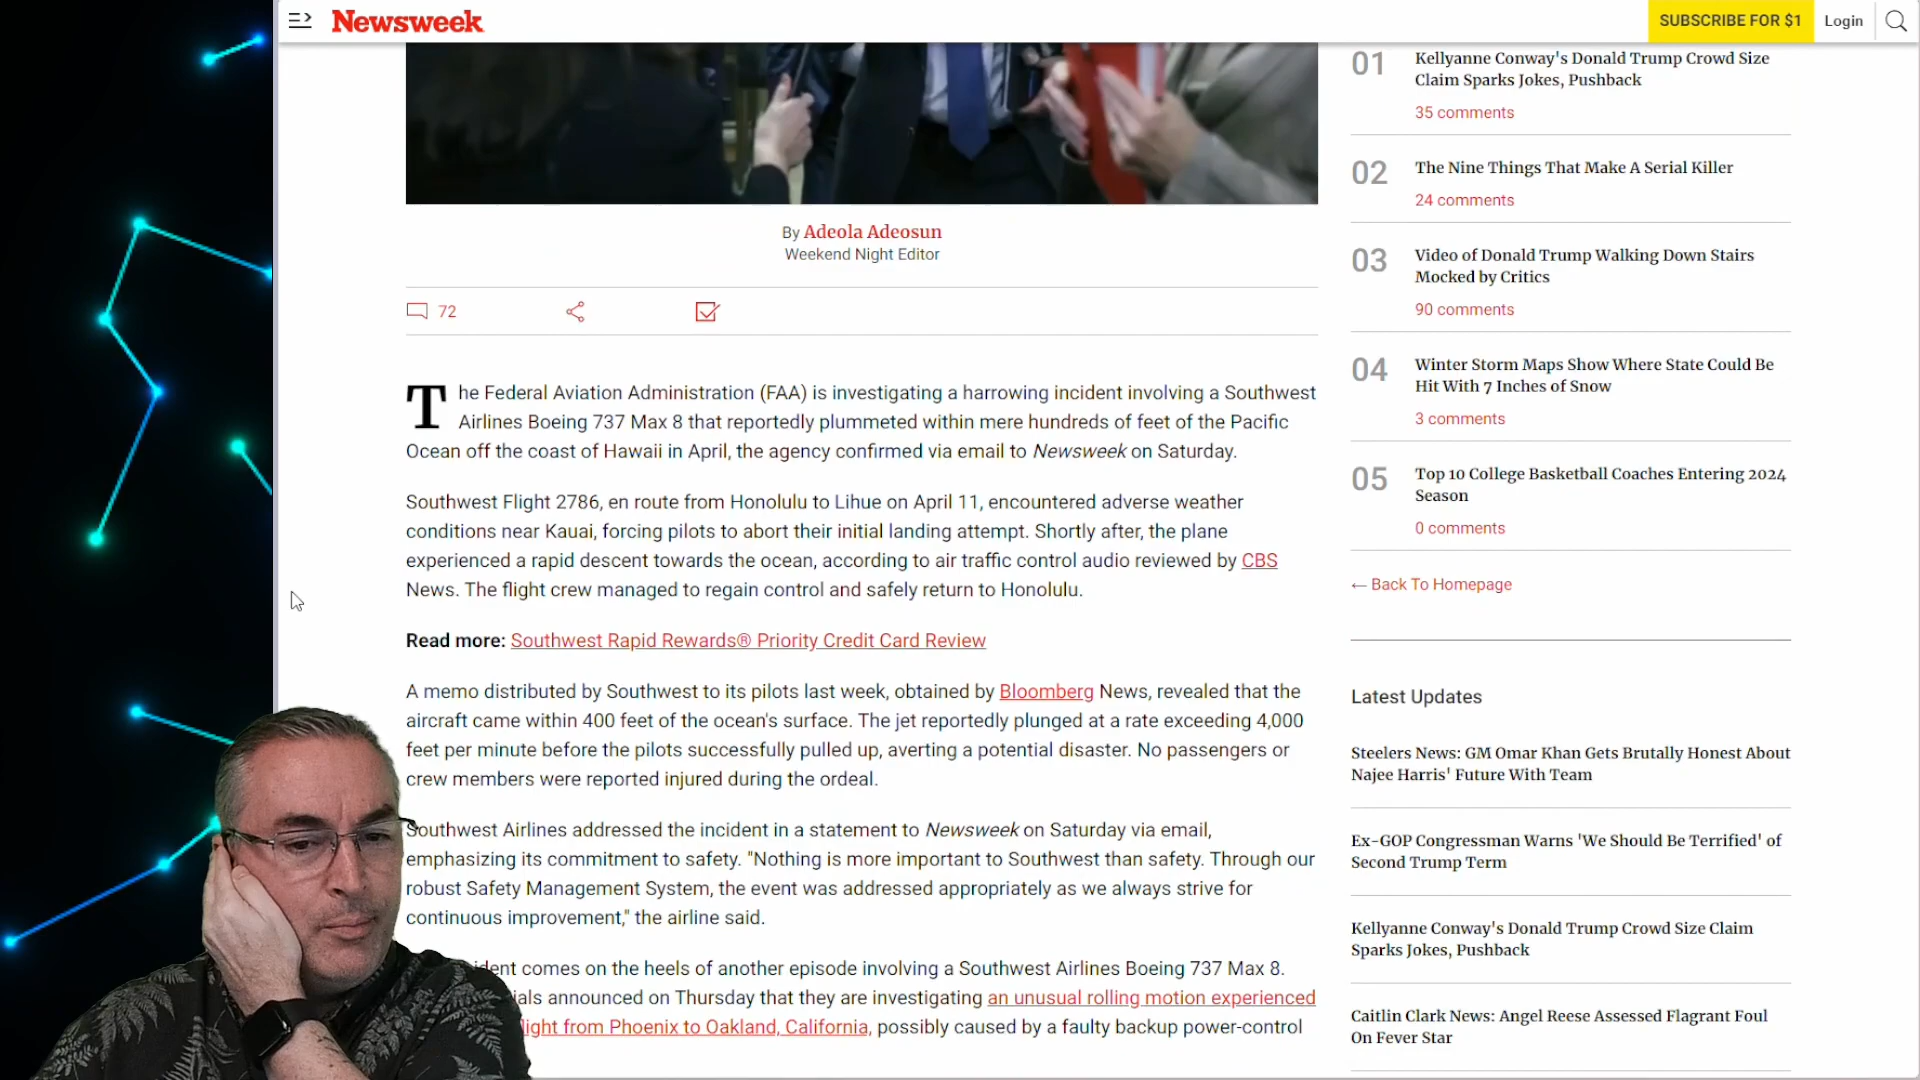 Newsweek
SUBSCRIBE FOR $1
Login
By Adeola Adeosun
Weekend Night Editor
72
The Federal Aviation Administration (FAA) is investigating a harrowing incident involving a Southwest
Airlines Boeing 737 Max 8 that reportedly plummeted within mere hundreds of feet of the Pacific
Ocean off the coast of Hawaii in April, the agency confirmed via email to Newsweek on Saturday.
Southwest Flight 2786, en route from Honolulu to Lihue on April 11, encountered adverse weather
conditions near Kauai, forcing pilots to abort their initial landing attempt. Shortly after, the plane
experienced a rapid descent towards the ocean, according to air traffic control audio reviewed by CBS
News. The flight crew managed to regain control and safely return to Honolulu.
Read more: Southwest Rapid Rewards® Priority Credit Card Review
A memo distributed by Southwest to its pilots last week, obtained by Bloomberg News, revealed that the
aircraft came within 400 feet of the ocean's surface. The jet reportedly plunged at a rate exceeding 4,000
feet per minute before the pilots successfully pulled up, averting a potential disaster. No passengers or
crew members were reported injured during the ordeal.
Southwest Airlines addressed the incident in a statement to Newsweek on Saturday via email,
emphasizing its commitment to safety. "Nothing is more important to Southwest than safety. Through our
robust Safety Management System, the event was addressed appropriately as we always strive for
continuous improvement," the airline said.
comes on the heels of another episode involving a Southwest Airlines Boeing 737 Max 8.
announced on Thursday that they are investigating an unusual rolling motion experienced
from Phoenix to Oakland, California, possibly caused by a faulty backup power-control
01
Kellyanne Conway's Donald Trump Crowd Size
Claim Sparks Jokes, Pushback
35 comments
02
The Nine Things That Make A Serial Killer
24 comments
03
Video of Donald Trump Walking Down Stairs
Mocked by Critics
90 comments
04
Winter Storm Maps Show Where State Could Be
Hit With 7 Inches of Snow
3 comments
05
Top 10 College Basketball Coaches Entering 2024
Season
0 comments
← Back To Homepage
Latest Updates
Steelers News: GM Omar Khan Gets Brutally Honest About
Najee Harris' Future With Team
Ex-GOP Congressman Warns 'We Should Be Terrified' of
Second Trump Term
Kellyanne Conway's Donald Trump Crowd Size Claim
Sparks Jokes, Pushback
Caitlin Clark News: Angel Reese Assessed Flagrant Foul
On Fever Star